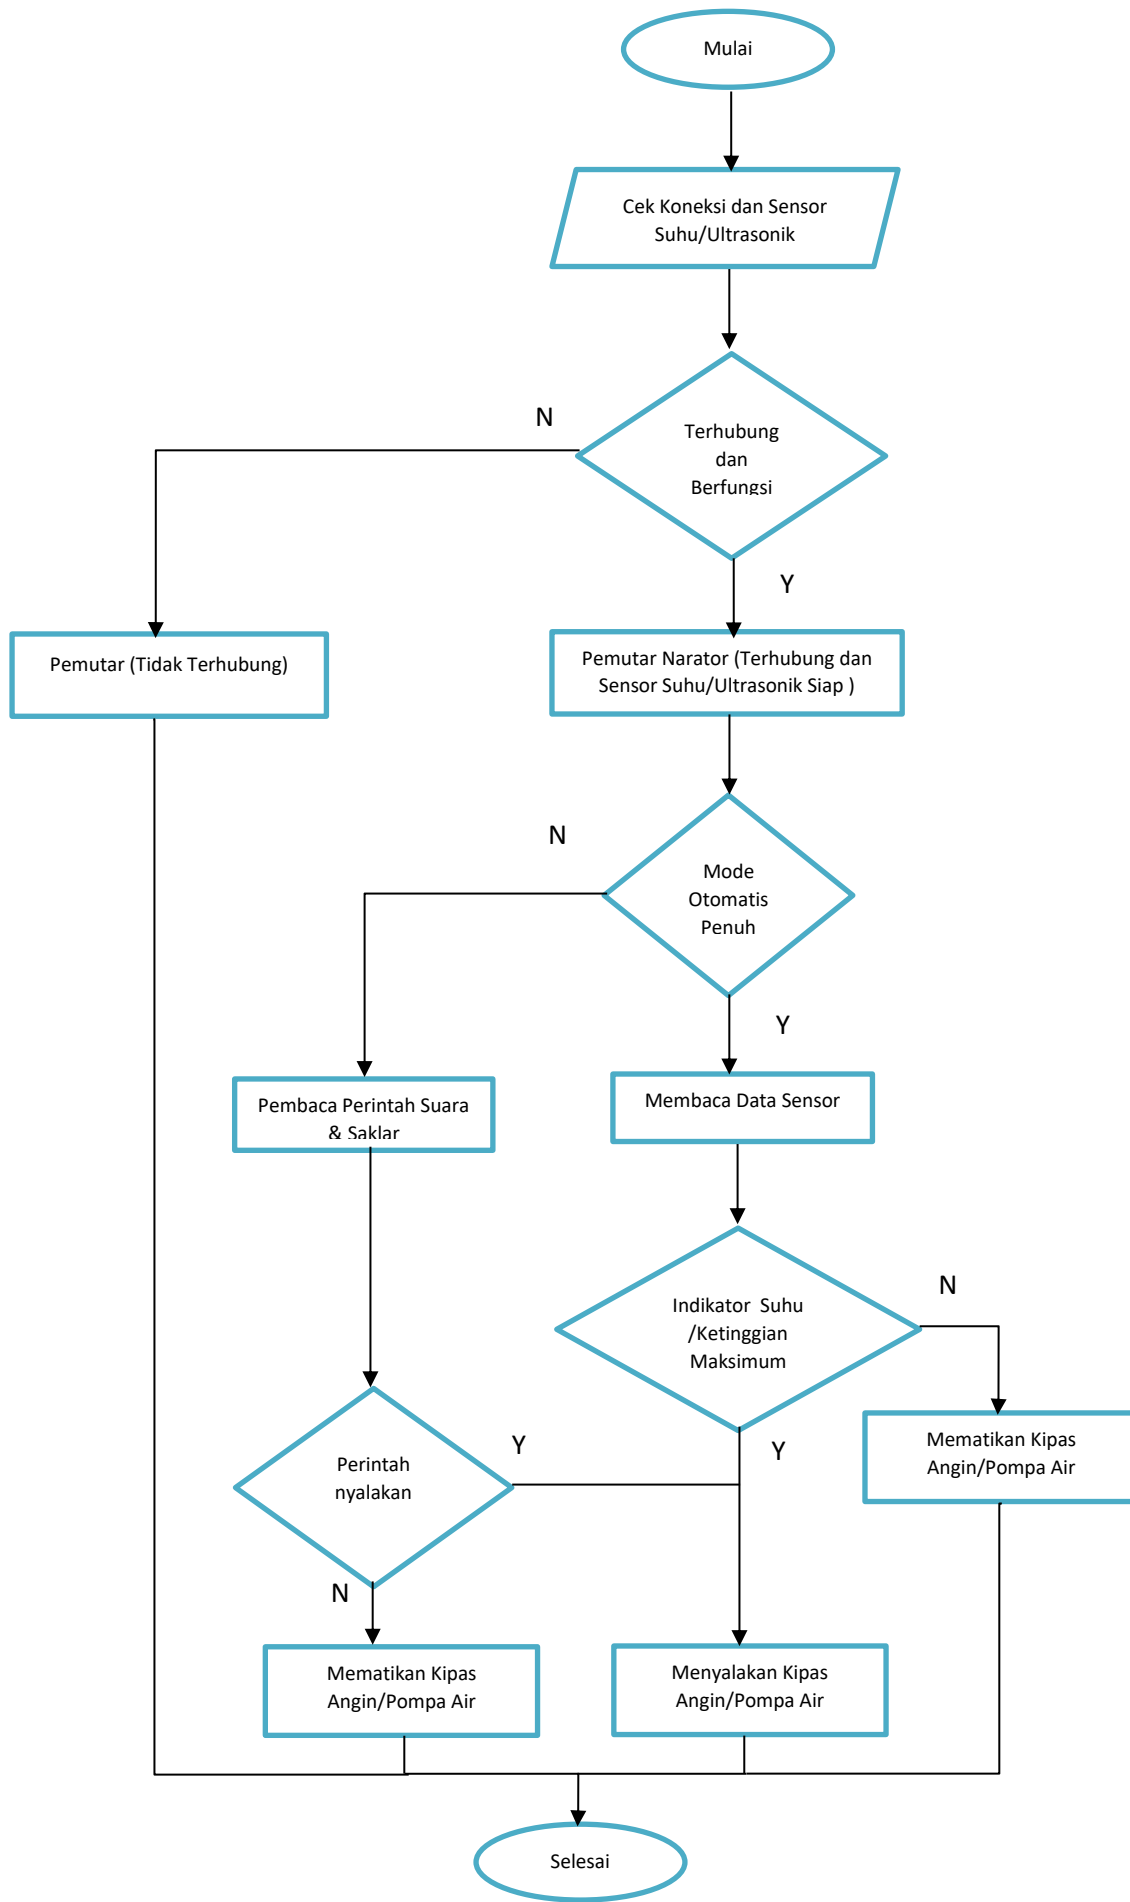 Mulai
Cek Koneksi dan Sensor
Suhu/Ultrasonik
N
Terhubung
dan
Berfungsi
Y
Pemutar (Tidak Terhubung)
Pemutar Narator (Terhubung dan
Sensor Suhu/Ultrasonik Siap )
N
Mode
Otomatis
Penuh
Y
Pembaca Perintah Suara
& Saklar
Membaca Data Sensor
Indikator Suhu
/Ketinggian
Maksimum
N
Y
Mematikan Kipas
Angin/Pompa Air
Perintah
nyalakan
Y
N
Mematikan Kipas
Angin/Pompa Air
Menyalakan Kipas
Angin/Pompa Air
Selesai